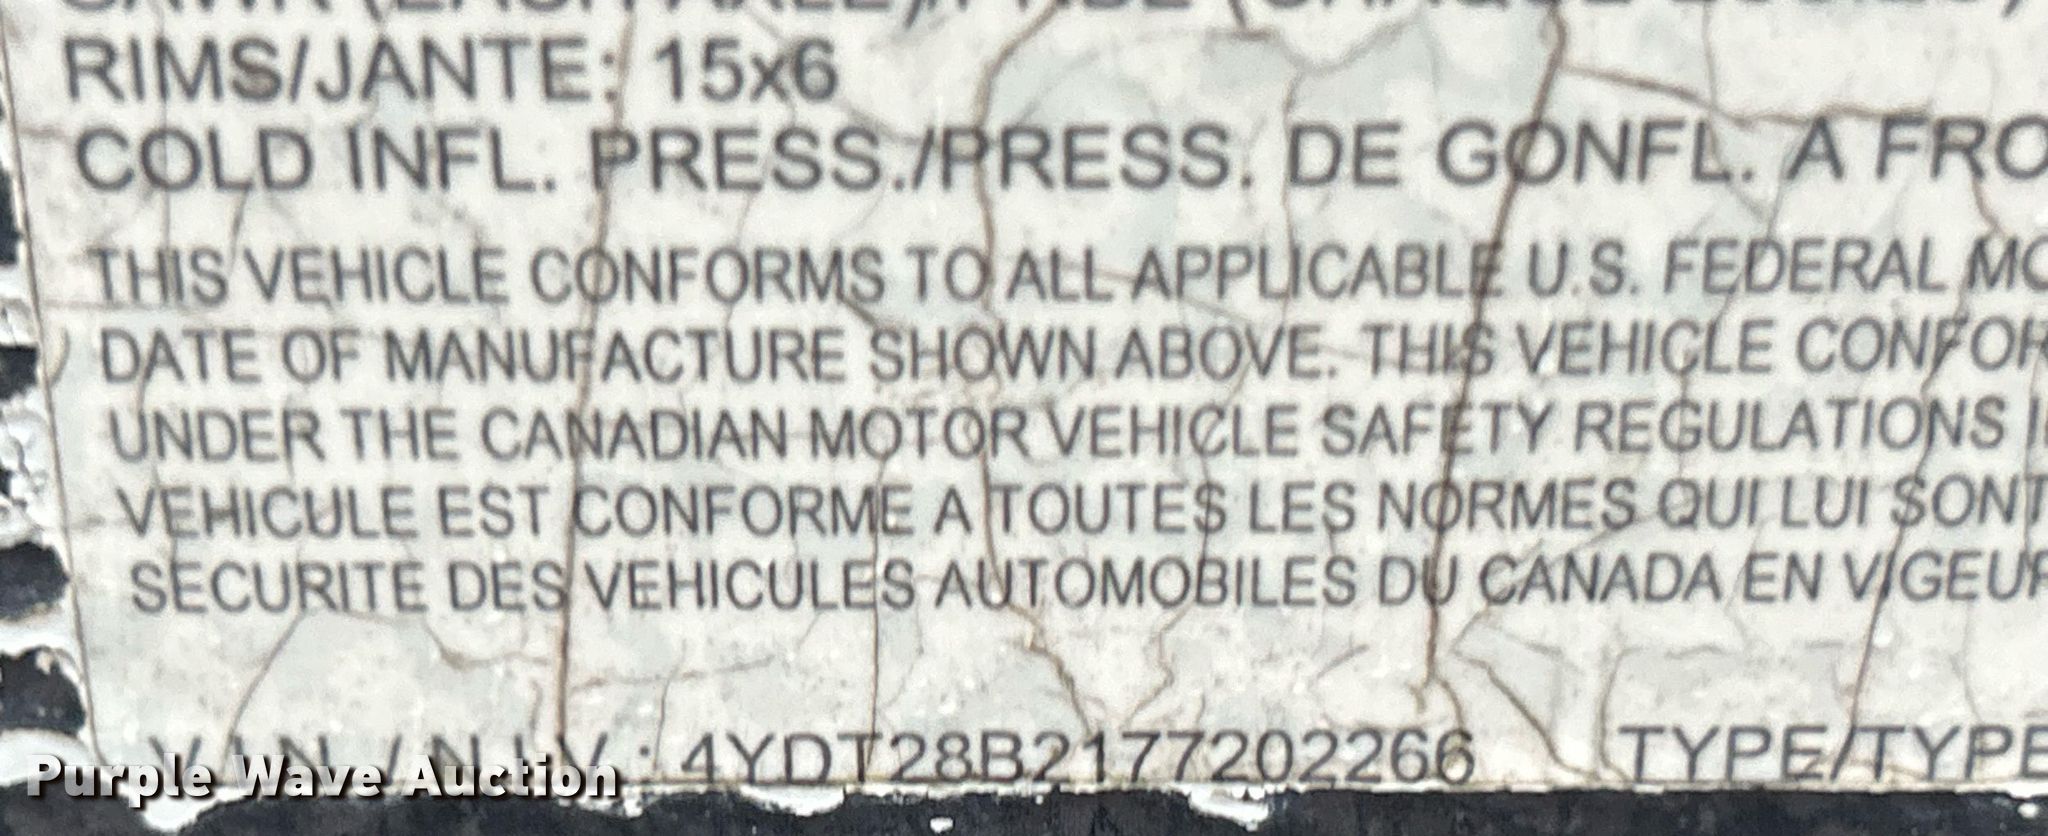 RIMS/JANTE: 15x6
COLD INFL. PRESS./PRESS. DE GONFL. A FRO
THIS VEHICLE CONFORMS TO ALL APPLICABLE U.S. FEDERAL MO
DATE OF MANUFACTURE SHOWN ABOVE. THIS VEHICLE CONFOR
UNDER THE CANADIAN MOTOR VEHICLE SAFETY REGULATIONS I
VEHICULE EST CONFORME A TOUTES LES NORMES QUI LUI SONT
SECURITE DES VEHICULES AUTOMOBILES DU CANADA EN VIGEUR
V.I.N. / N.I.V. : 4YDT28B2177202266 TYPE/TYPE
Purple Wave Auction